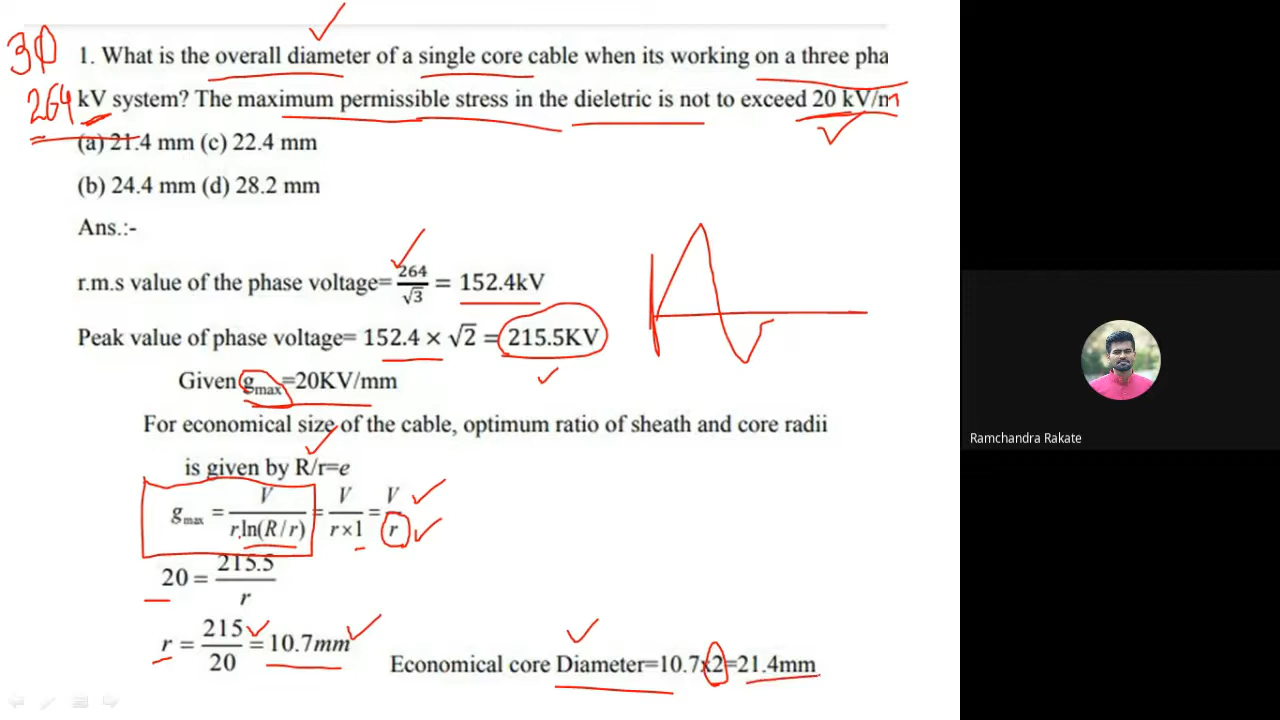 3Φ
1. What is the overall diameter of a single core cable when its working on a three pha
264 kV system? The maximum permissible stress in the dieletric is not to exceed 20 kV/m
(a) 21.4 mm (c) 22.4 mm
(b) 24.4 mm (d) 28.2 mm
Ans.:-
r.m.s value of the phase voltage= 264/√3 = 152.4kV
Peak value of phase voltage= 152.4 × √2 = 215.5KV
Given g_max=20KV/mm
For economical size of the cable, optimum ratio of sheath and core radii
is given by R/r=e
g_max = V/(r.ln(R/r)) = V/(r×1) = V/r
20 = 215.5/r
r = 215/20 = 10.7mm
Economical core Diameter=10.7x2=21.4mm
Ramchandra Rakate